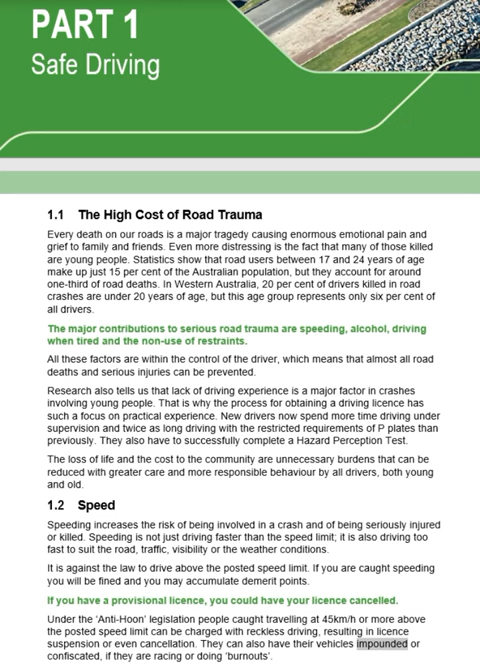 PART 1
Safe Driving
1.1 The High Cost of Road Trauma
Every death on our roads is a major tragedy causing enormous emotional pain and
grief to family and friends. Even more distressing is the fact that many of those killed
are young people. Statistics show that road users between 17 and 24 years of age
make up just 15 per cent of the Australian population, but they account for around
one-third of road deaths. In Western Australia, 20 per cent of drivers killed in road
crashes are under 20 years of age, but this age group represents only six per cent of
all drivers.
The major contributions to serious road trauma are speeding, alcohol, driving
when tired and the non-use of restraints.
All these factors are within the control of the driver, which means that almost all road
deaths and serious injuries can be prevented.
Research also tells us that lack of driving experience is a major factor in crashes
involving young people. That is why the process for obtaining a driving licence has
such a focus on practical experience. New drivers now spend more time driving under
supervision and twice as long driving with the restricted requirements of P plates than
previously. They also have to successfully complete a Hazard Perception Test.
The loss of life and the cost to the community are unnecessary burdens that can be
reduced with greater care and more responsible behaviour by all drivers, both young
and old.
1.2 Speed
Speeding increases the risk of being involved in a crash and of being seriously injured
or killed. Speeding is not just driving faster than the speed limit; it is also driving too
fast to suit the road, traffic, visibility or the weather conditions.
It is against the law to drive above the posted speed limit. If you are caught speeding
you will be fined and you may accumulate demerit points.
If you have a provisional licence, you could have your licence cancelled.
Under the ‘Anti-Hoon’ legislation people caught travelling at 45km/h or more above
the posted speed limit can be charged with reckless driving, resulting in licence
suspension or even cancellation. They can also have their vehicles impounded or
confiscated, if they are racing or doing ‘burnouts’.